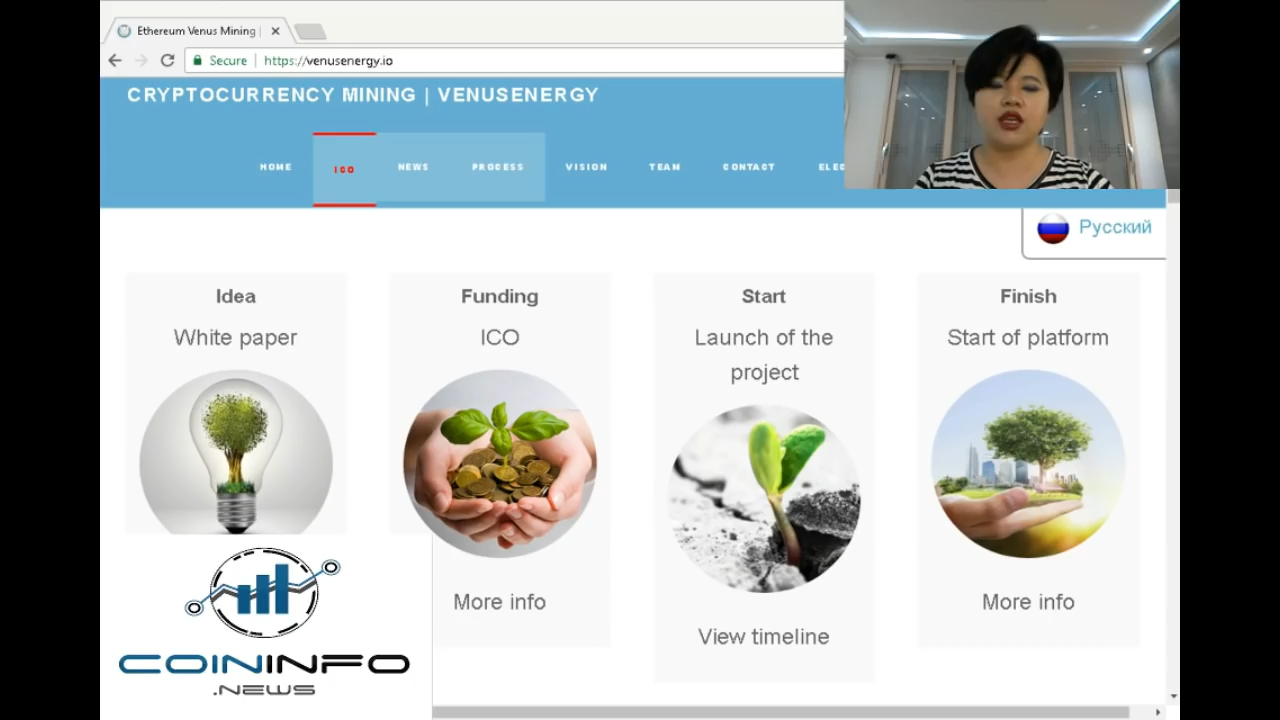 Ethereum Venus Mining |
Secure | https://venusenergy.io
CRYPTOCURRENCY MINING | VENUSENERGY
HOME ICO NEWS PROCESS VISION TEAM CONTACT ELEC
Русский
Idea
White paper
Funding
ICO
More info
Start
Launch of the
project
View timeline
Finish
Start of platform
More info
COININFO
.NEWS